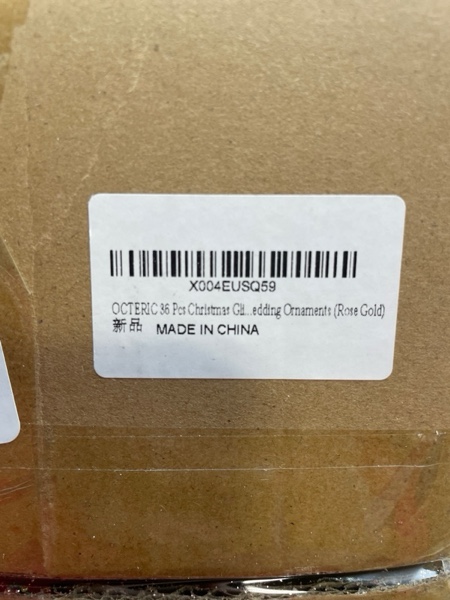 X004EUSQ59
OCTERIC 36 Pcs Christmas Gli...edding Ornaments (Rose Gold)
新品 MADE IN CHINA